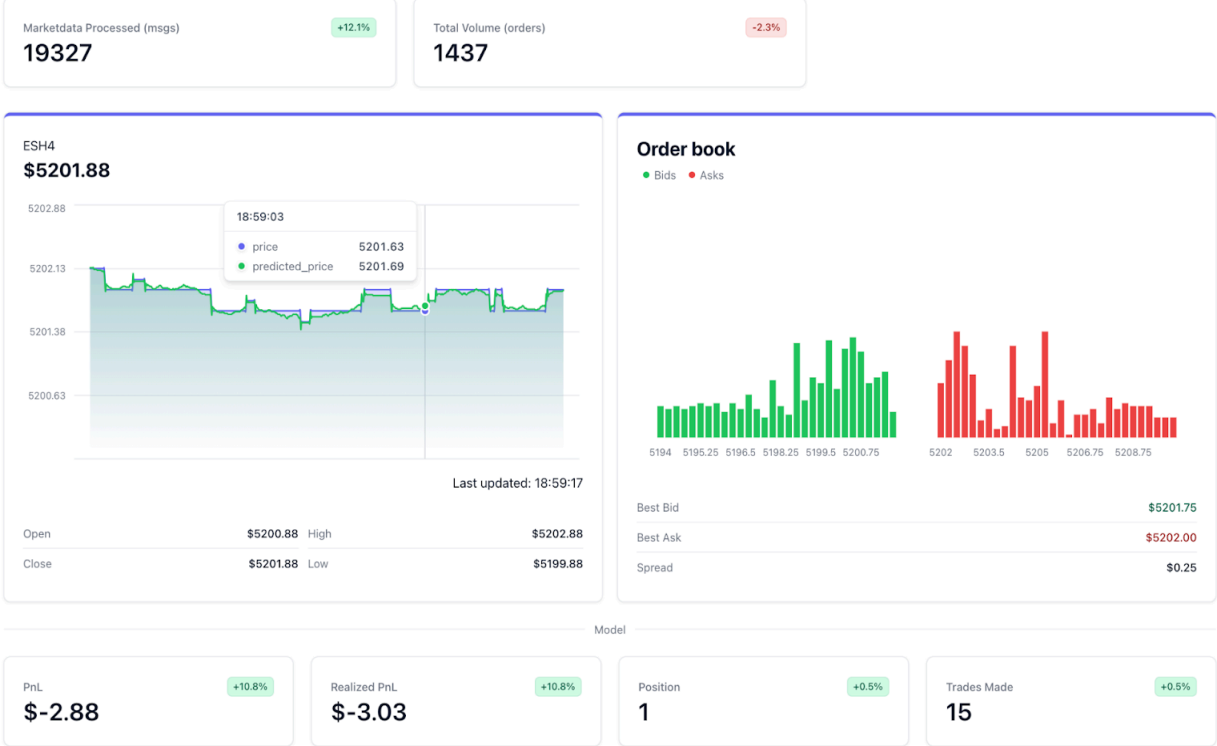 Marketdata Processed (msgs)
+12.1%
19327
Total Volume (orders)
-2.3%
1437
ESH4
$5201.88
5202.88
5202.13
5201.38
5200.63
18:59:03
price 5201.63
predicted_price 5201.69
Last updated: 18:59:17
Open $5200.88 High $5202.88
Close $5201.88 Low $5199.88
Order book
Bids Asks
5194 5195.25 5196.5 5198.25 5199.5 5200.75 5202 5203.5 5205 5206.75 5208.75
Best Bid $5201.75
Best Ask $5202.00
Spread $0.25
Model
PnL
+10.8%
$-2.88
Realized PnL
+10.8%
$-3.03
Position
+0.5%
1
Trades Made
+0.5%
15